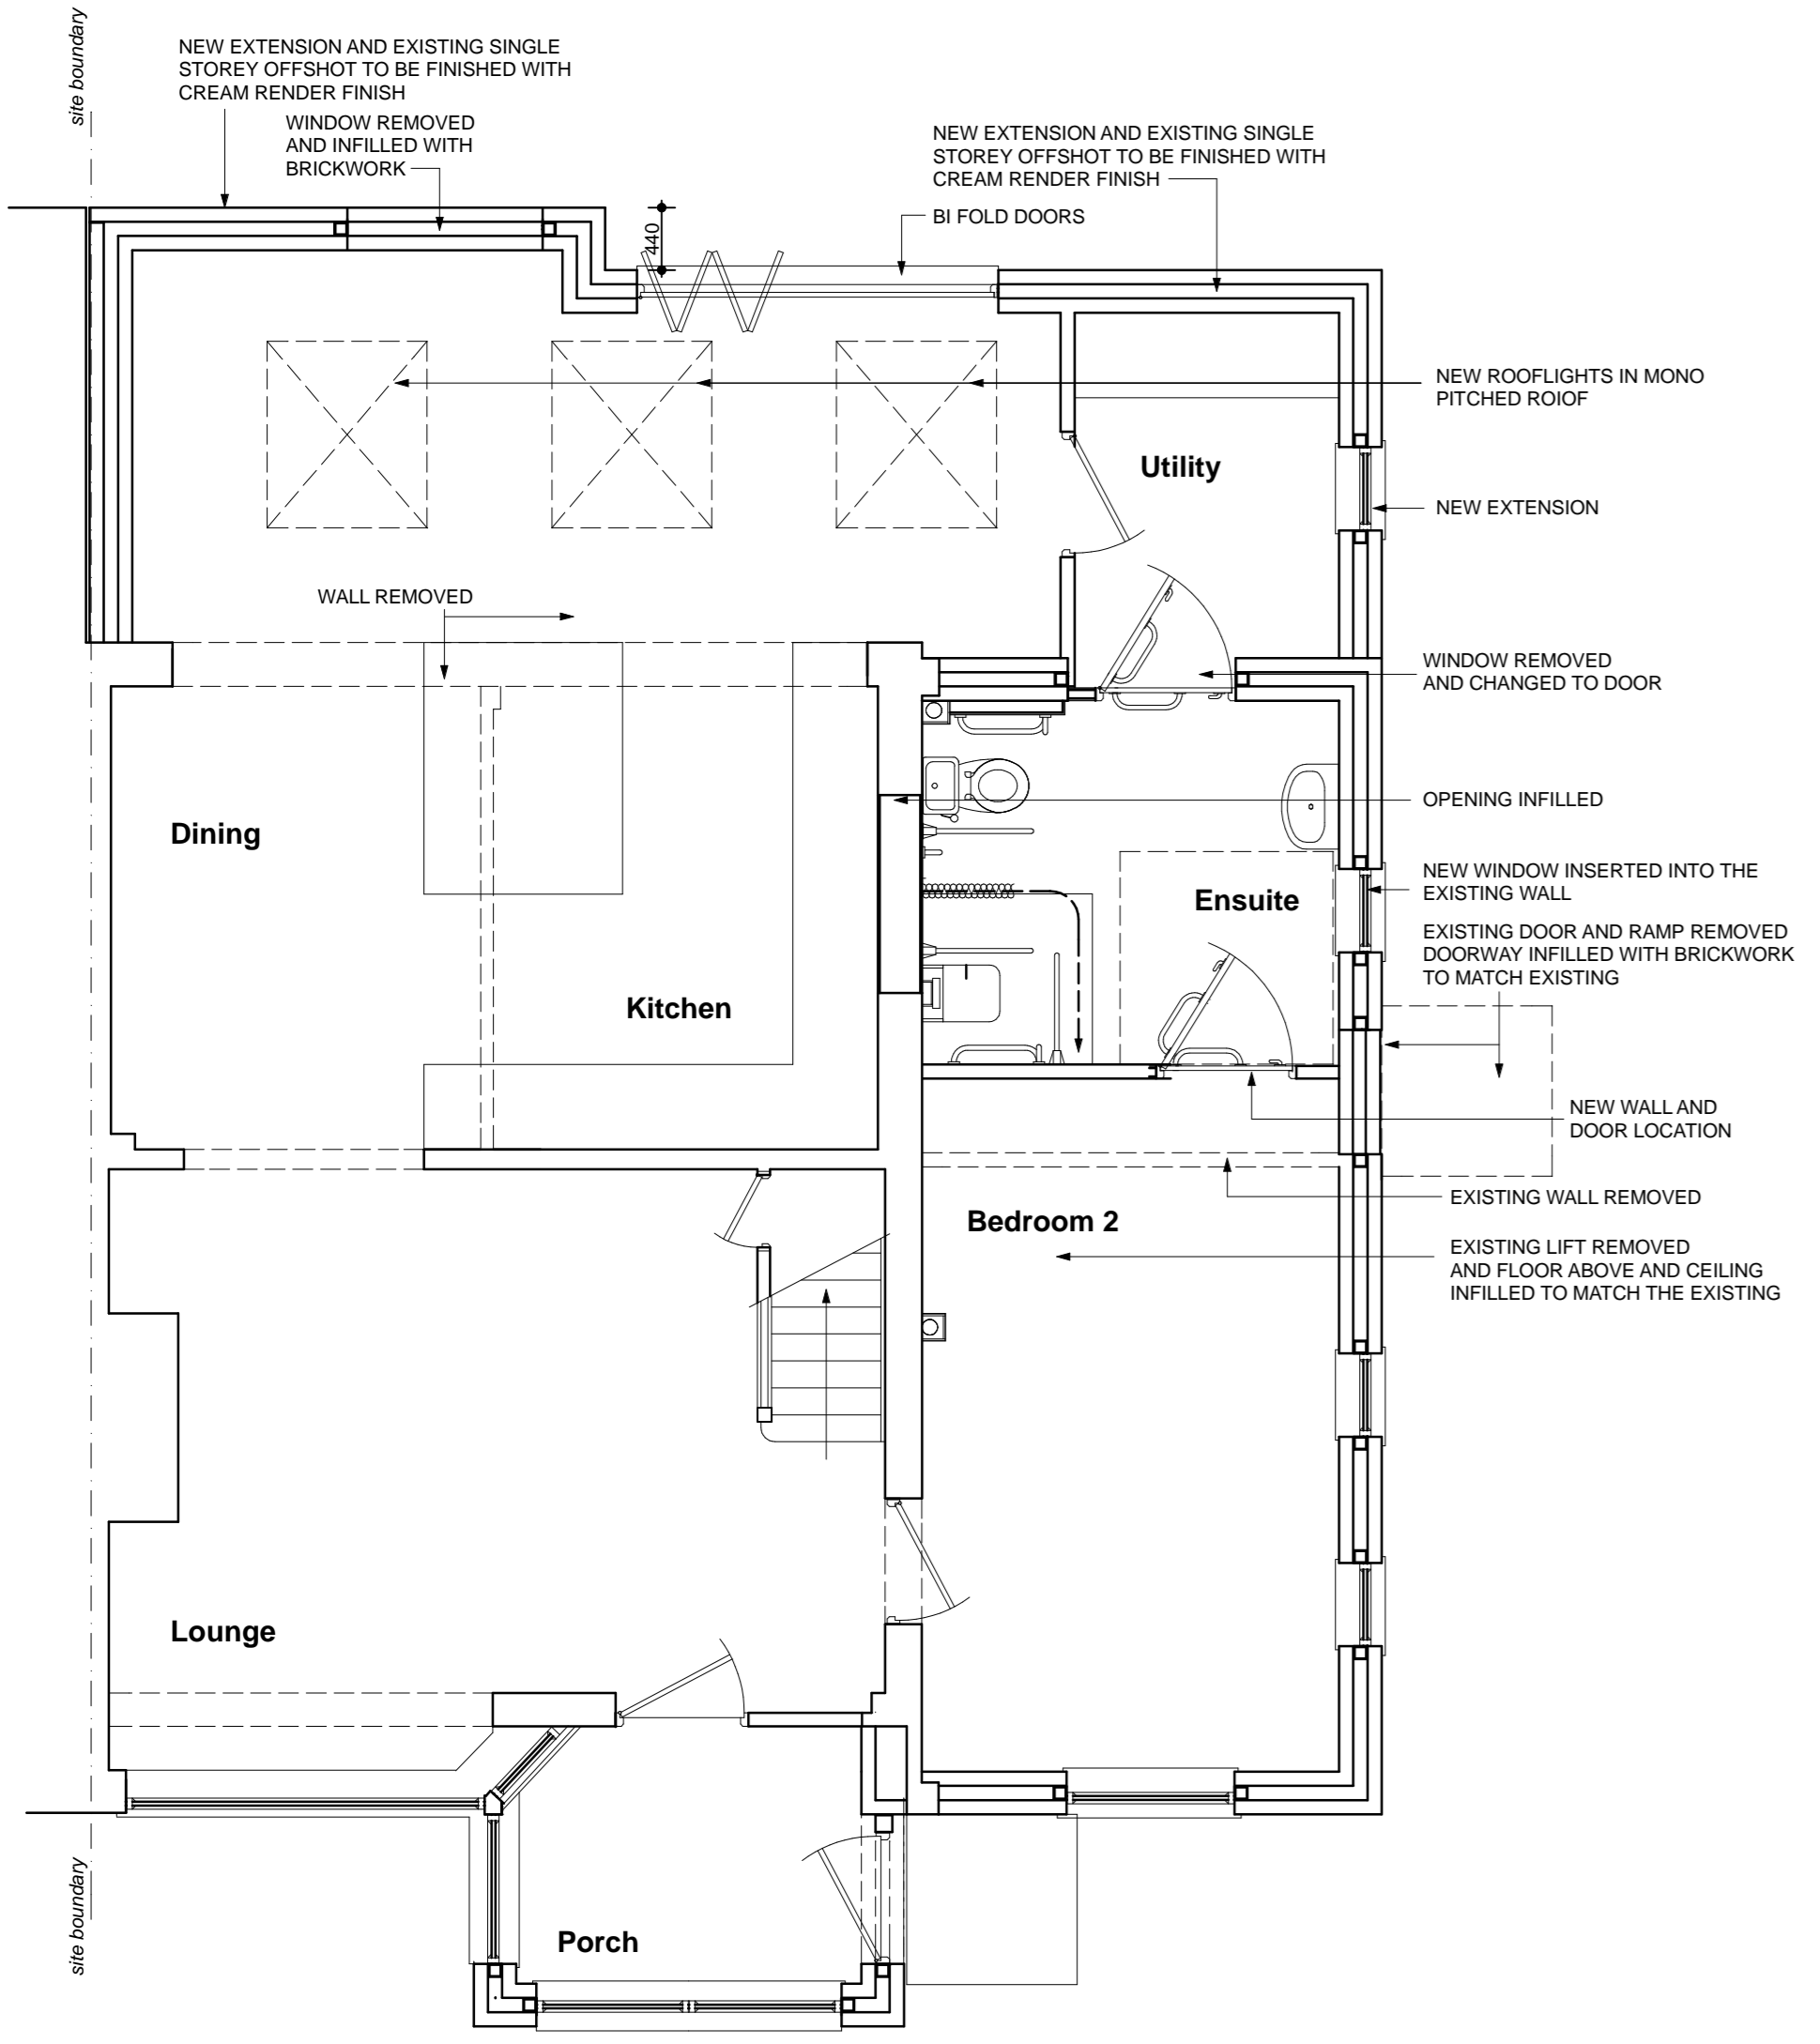 site boundary
NEW EXTENSION AND EXISTING SINGLE
STOREY OFFSHOT TO BE FINISHED WITH
CREAM RENDER FINISH
WINDOW REMOVED
AND INFILLED WITH
BRICKWORK
NEW EXTENSION AND EXISTING SINGLE
STOREY OFFSHOT TO BE FINISHED WITH
CREAM RENDER FINISH
BI FOLD DOORS
440
NEW ROOFLIGHTS IN MONO
PITCHED ROIOF
Utility
NEW EXTENSION
WALL REMOVED
WINDOW REMOVED
AND CHANGED TO DOOR
OPENING INFILLED
Dining
NEW WINDOW INSERTED INTO THE
EXISTING WALL
Ensuite
EXISTING DOOR AND RAMP REMOVED
DOORWAY INFILLED WITH BRICKWORK
TO MATCH EXISTING
Kitchen
NEW WALL AND
DOOR LOCATION
EXISTING WALL REMOVED
Bedroom 2
EXISTING LIFT REMOVED
AND FLOOR ABOVE AND CEILING
INFILLED TO MATCH THE EXISTING
Lounge
site boundary
Porch